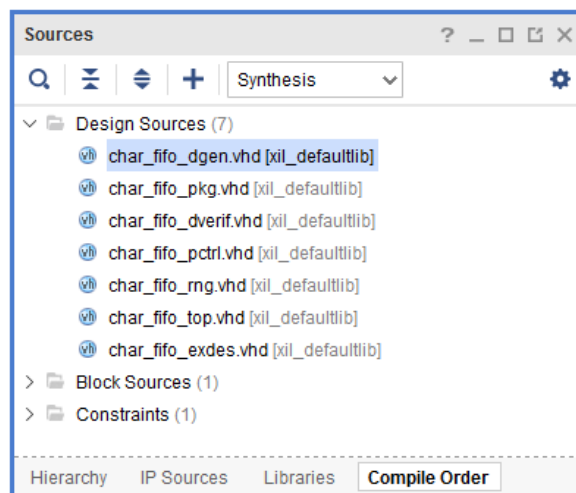 Sources
Synthesis
Design Sources (7)
char_fifo_dgen.vhd [xil_defaultlib]
char_fifo_pkg.vhd [xil_defaultlib]
char_fifo_dverif.vhd [xil_defaultlib]
char_fifo_pctrl.vhd [xil_defaultlib]
char_fifo_rng.vhd [xil_defaultlib]
char_fifo_top.vhd [xil_defaultlib]
char_fifo_exdes.vhd [xil_defaultlib]
Block Sources (1)
Constraints (1)
Hierarchy IP Sources Libraries Compile Order